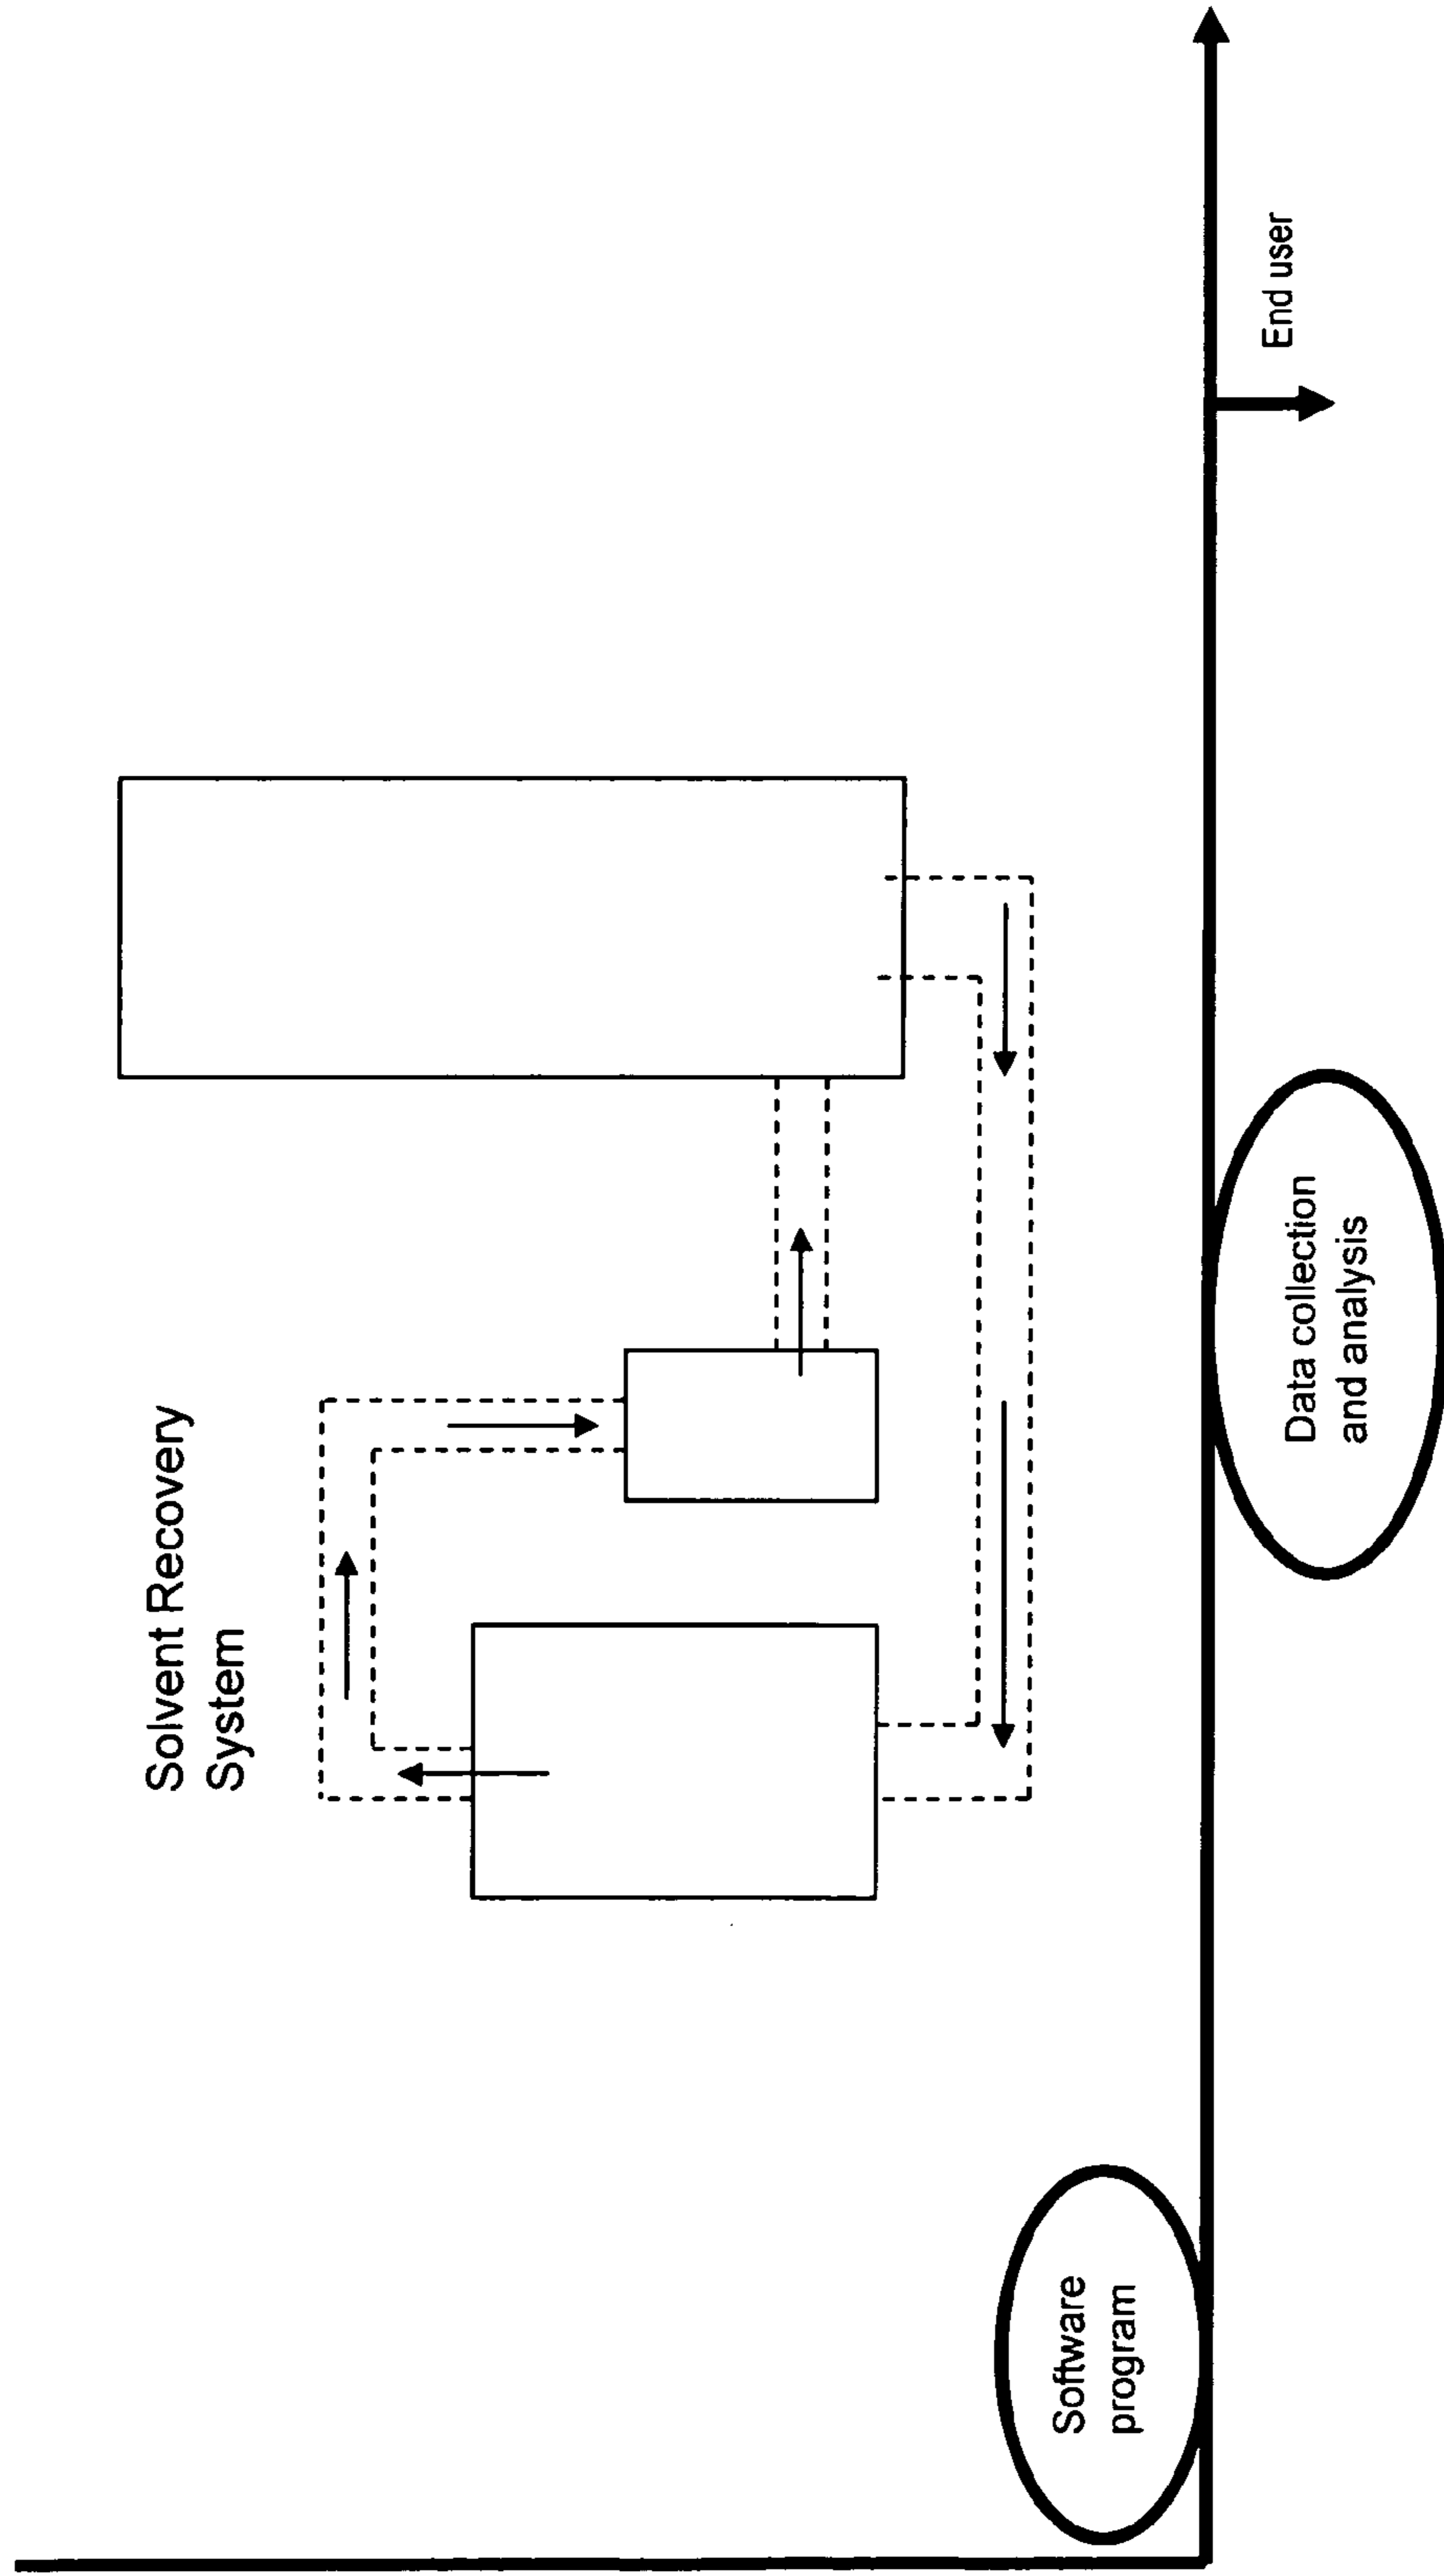 Solvent Recovery
System
Software
program
Data collection
and analysis
End user